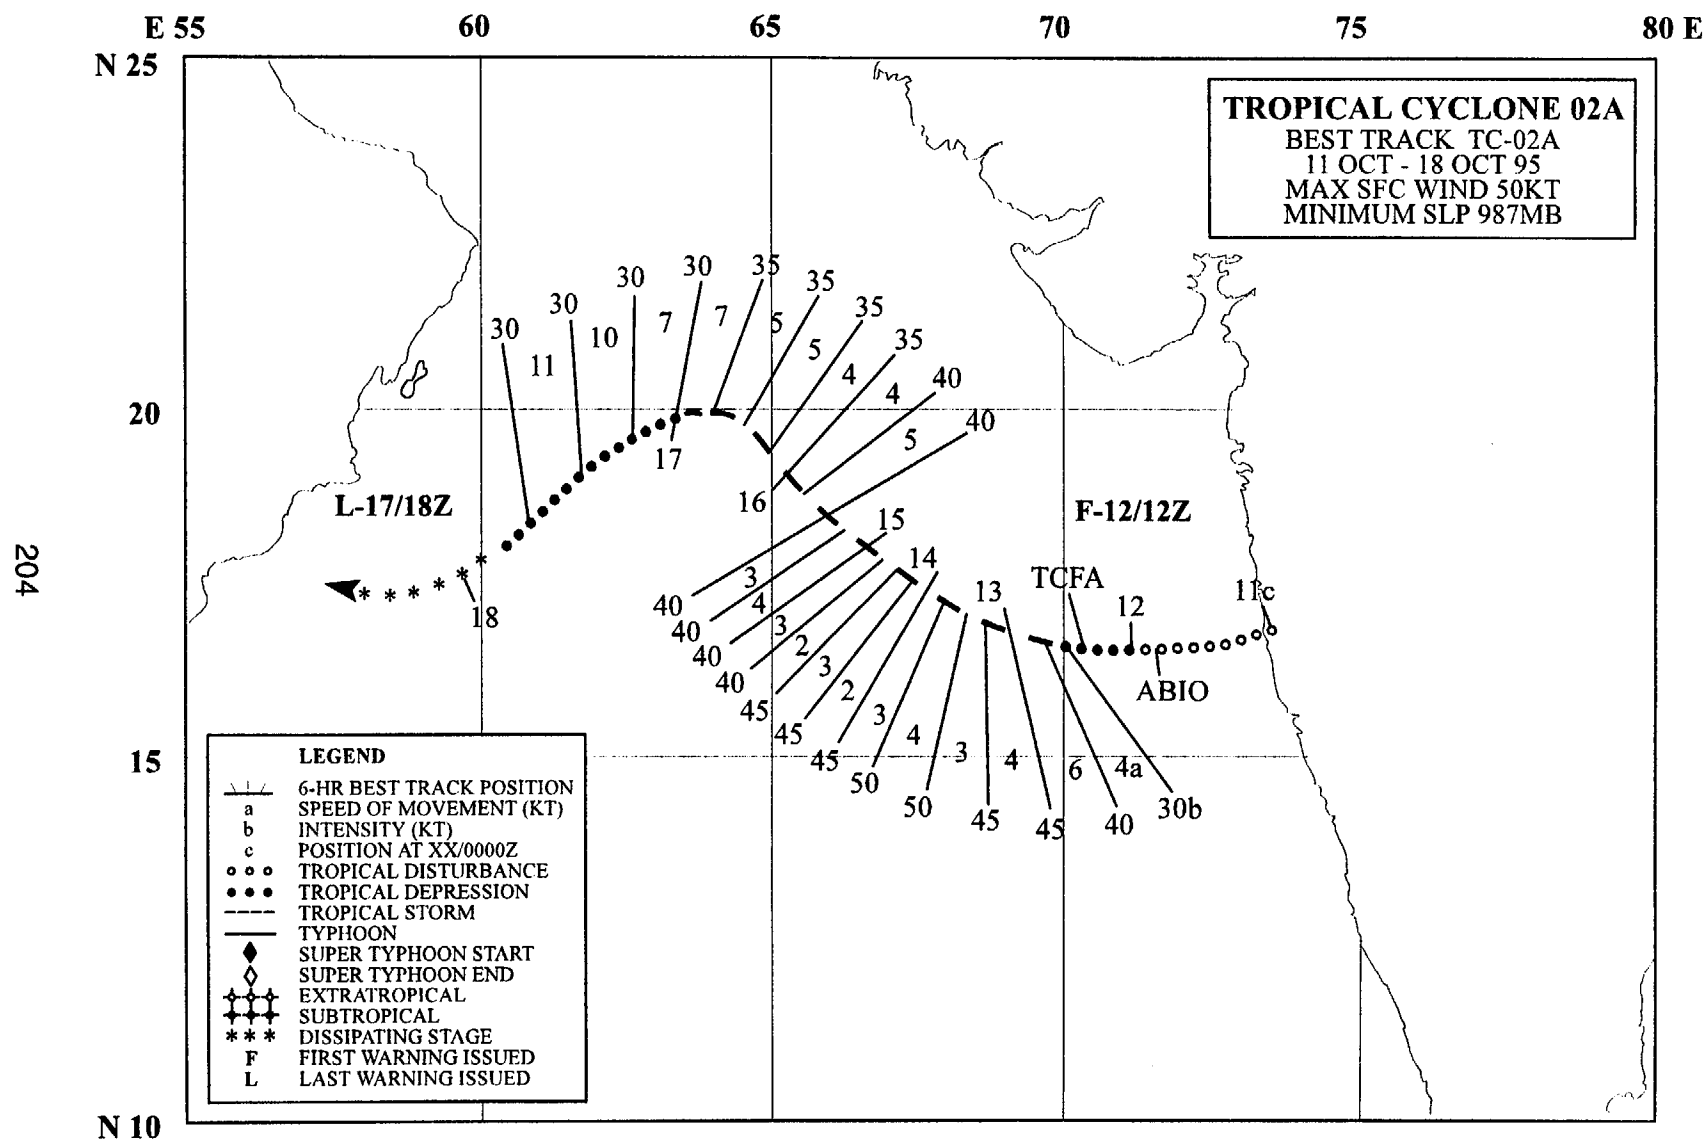 E 55 60 65 70 75 80 E
N 25
TROPICAL CYCLONE 02A
BEST TRACK TC-02A
11 OCT - 18 OCT 95
MAX SFC WIND 50KT
MINIMUM SLP 987MB
30 30 30 30 35 35 35 35 40 40
11 10 7 7 5 5 4 4 5
20
17
16
L-17/18Z
F-12/12Z
15
14
13
TCFA
12
11c
ABIO
18
204
40 40 40 40 45 45 45 50 50 45 45 40 30b
3 4 3 2 3 2 3 4 3 4 6 4a
15
LEGEND
6-HR BEST TRACK POSITION
a SPEED OF MOVEMENT (KT)
b INTENSITY (KT)
c POSITION AT XX/0000Z
TROPICAL DISTURBANCE
TROPICAL DEPRESSION
TROPICAL STORM
TYPHOON
SUPER TYPHOON START
SUPER TYPHOON END
EXTRATROPICAL
SUBTROPICAL
* * * DISSIPATING STAGE
F FIRST WARNING ISSUED
L LAST WARNING ISSUED
N 10